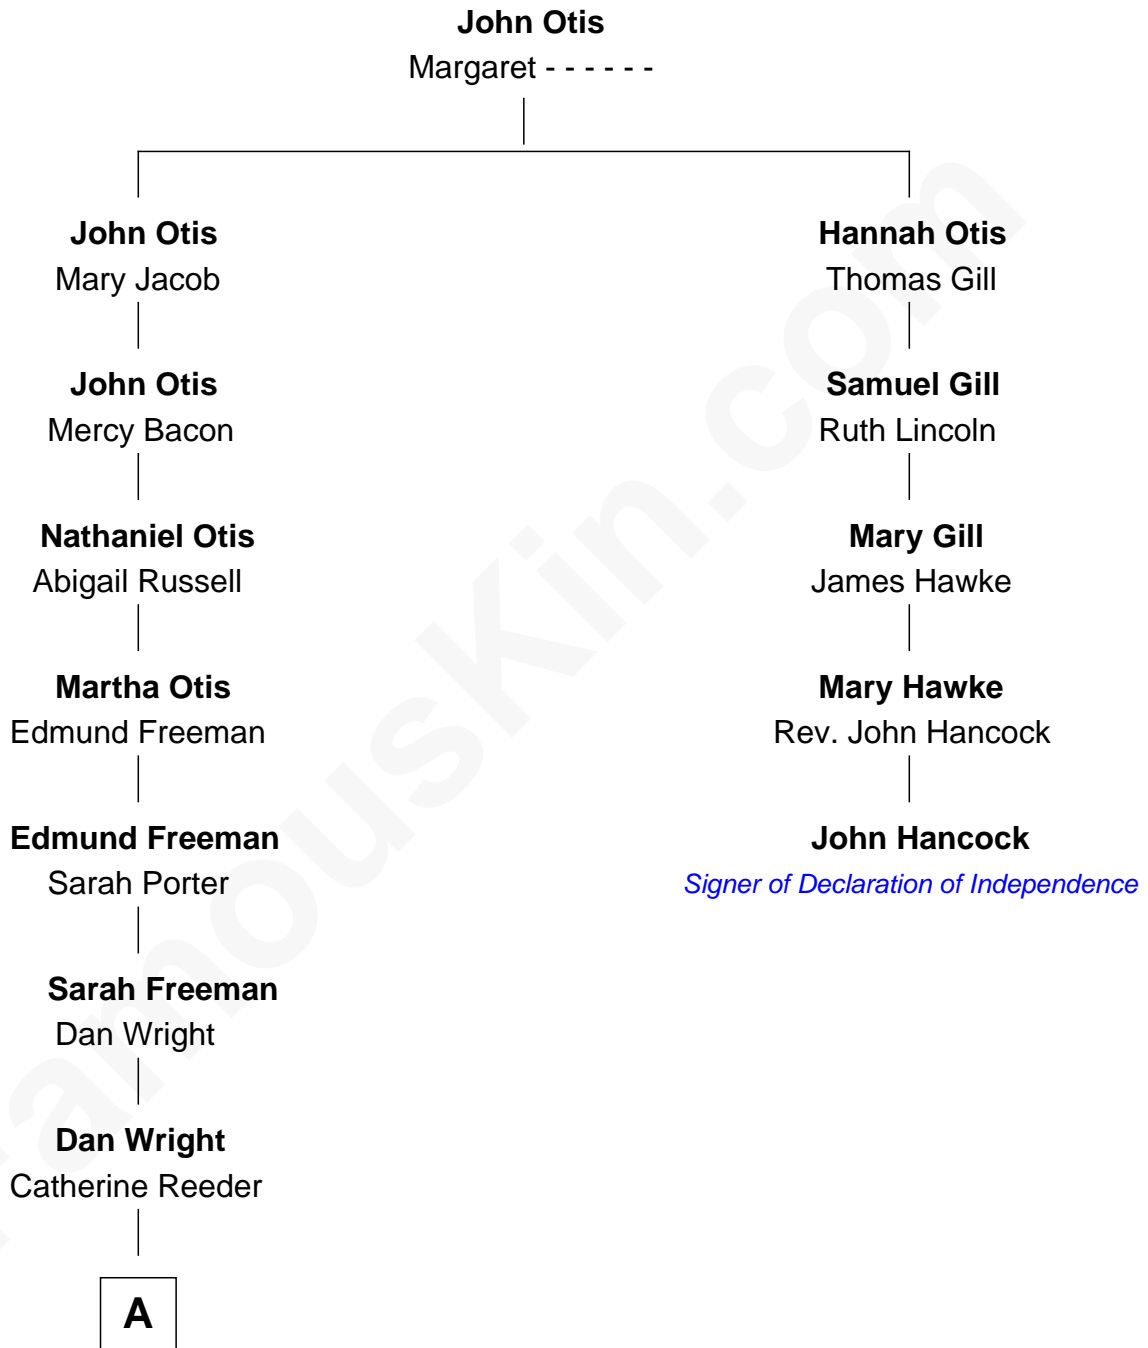 John Otis
Margaret - - - - - -
John Otis
Mary Jacob
Hannah Otis
Thomas Gill
John Otis
Mercy Bacon
Samuel Gill
Ruth Lincoln
Nathaniel Otis
Abigail Russell
Mary Gill
James Hawke
Martha Otis
Edmund Freeman
Mary Hawke
Rev. John Hancock
Edmund Freeman
Sarah Porter
John Hancock
Signer of Declaration of Independence
Sarah Freeman
Dan Wright
Dan Wright
Catherine Reeder
A
FamousKin.com